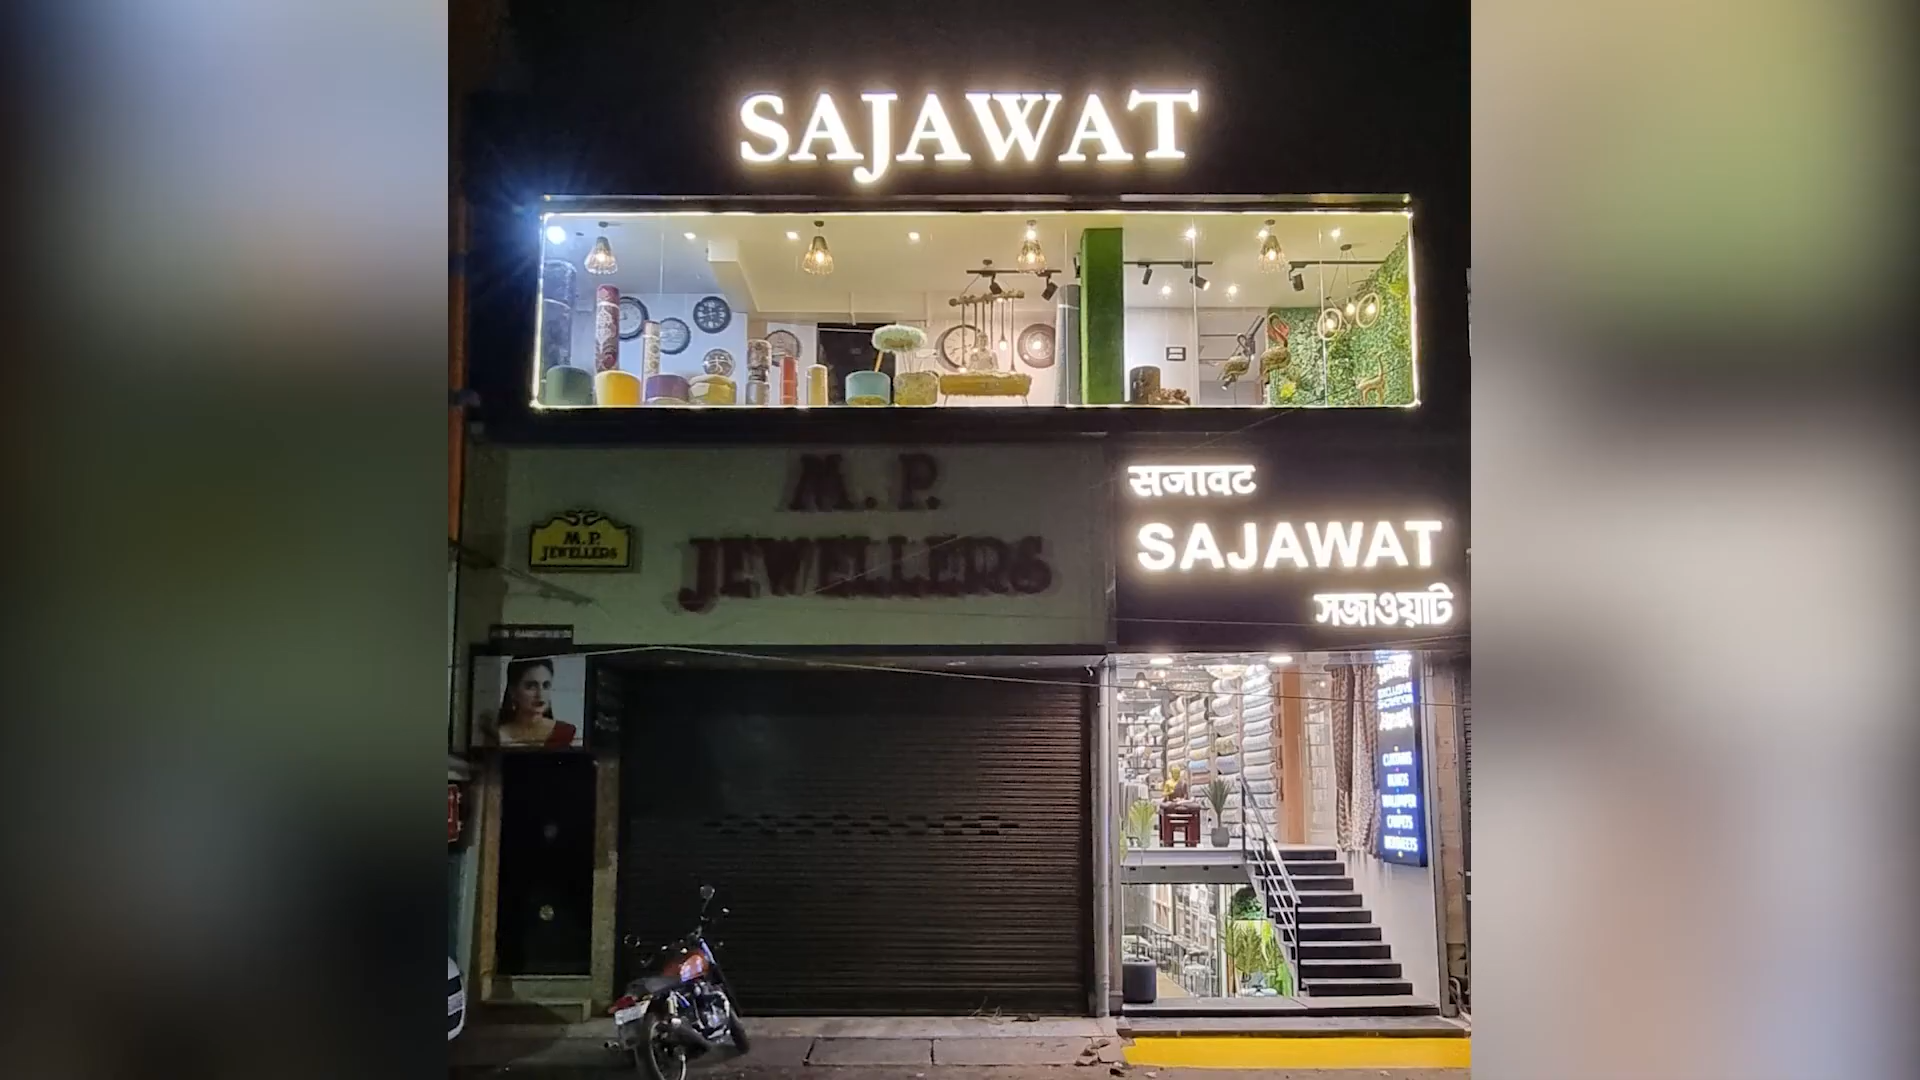 SAJAWAT
M. P.
JEWELLERS
M.P.
JEWELLERS
सजावट
SAJAWAT
সজাওয়াট
EXCLUSIVE
CURTAINS
BLINDS
WALLPAPER
CARPETS